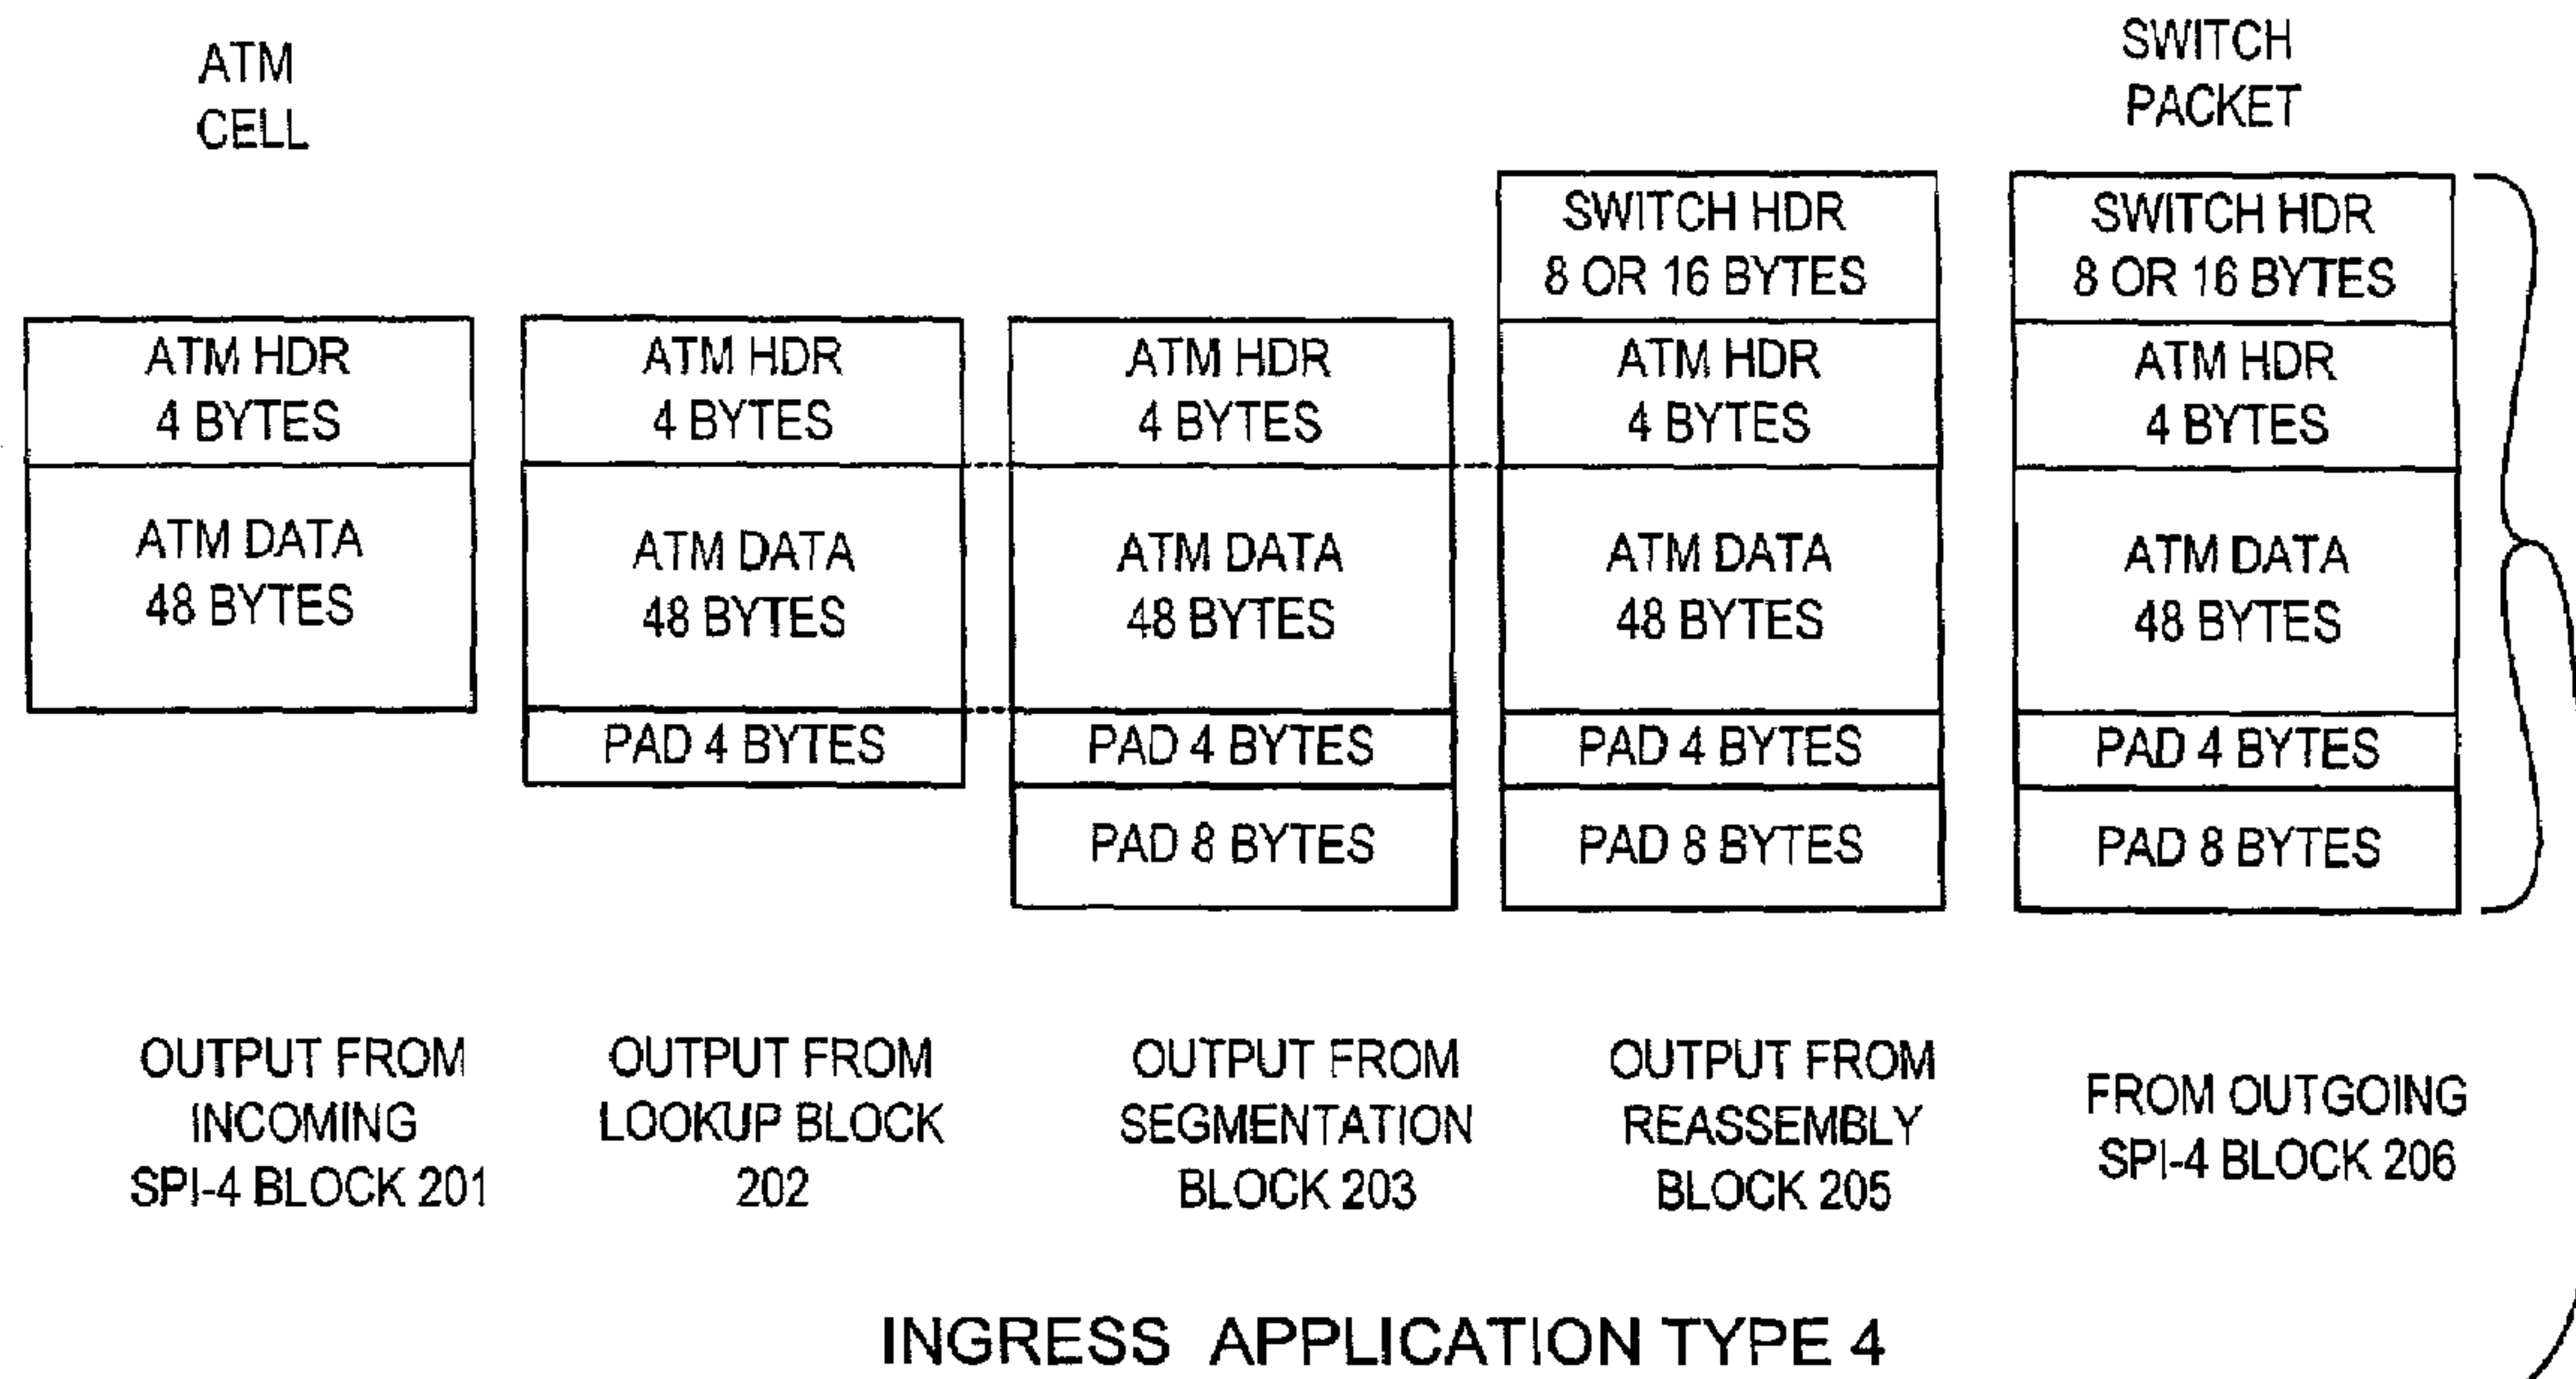 ATM
CELL
SWITCH
PACKET
ATM HDR
4 BYTES
ATM DATA
48 BYTES
ATM HDR
4 BYTES
ATM DATA
48 BYTES
PAD 4 BYTES
ATM HDR
4 BYTES
ATM DATA
48 BYTES
PAD 4 BYTES
PAD 8 BYTES
SWITCH HDR
8 OR 16 BYTES
ATM HDR
4 BYTES
ATM DATA
48 BYTES
PAD 4 BYTES
PAD 8 BYTES
SWITCH HDR
8 OR 16 BYTES
ATM HDR
4 BYTES
ATM DATA
48 BYTES
PAD 4 BYTES
PAD 8 BYTES
OUTPUT FROM
INCOMING
SPI-4 BLOCK 201
OUTPUT FROM
LOOKUP BLOCK
202
OUTPUT FROM
SEGMENTATION
BLOCK 203
OUTPUT FROM
REASSEMBLY
BLOCK 205
FROM OUTGOING
SPI-4 BLOCK 206
INGRESS APPLICATION TYPE 4